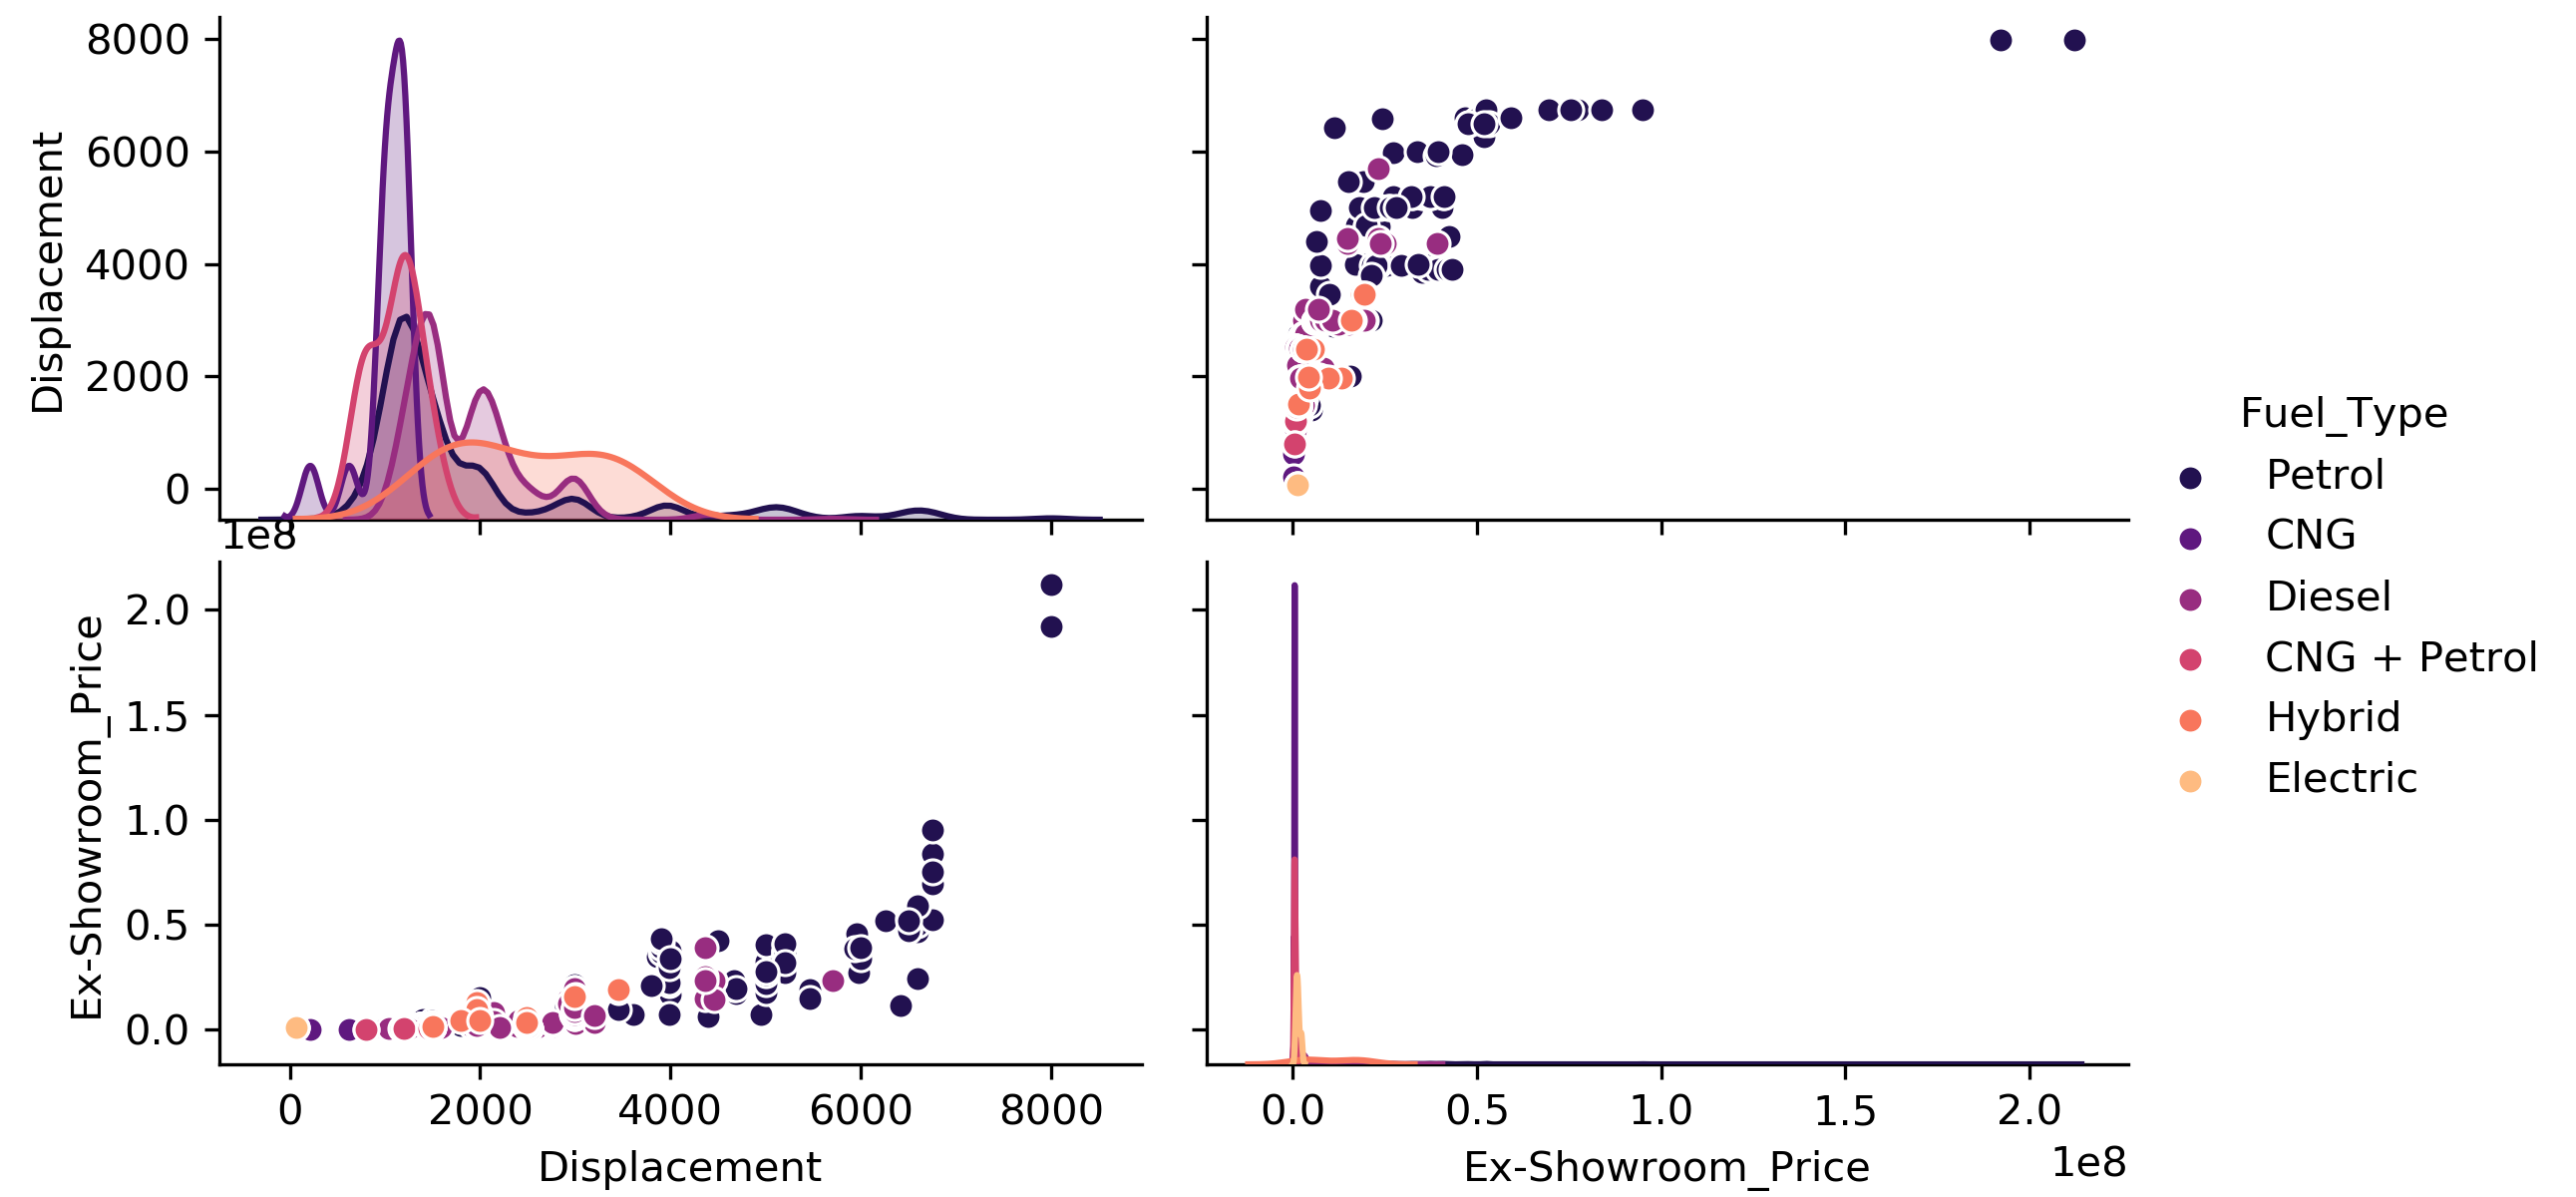 8000
6000
4000
2000
0
Displacement
1e8
2.0
1.5
1.0
0.5
0.0
Ex-Showroom_Price
0 2000 4000 6000 8000
Displacement
0.0 0.5 1.0 1.5 2.0
1e8
Ex-Showroom_Price
Fuel_Type
Petrol
CNG
Diesel
CNG + Petrol
Hybrid
Electric